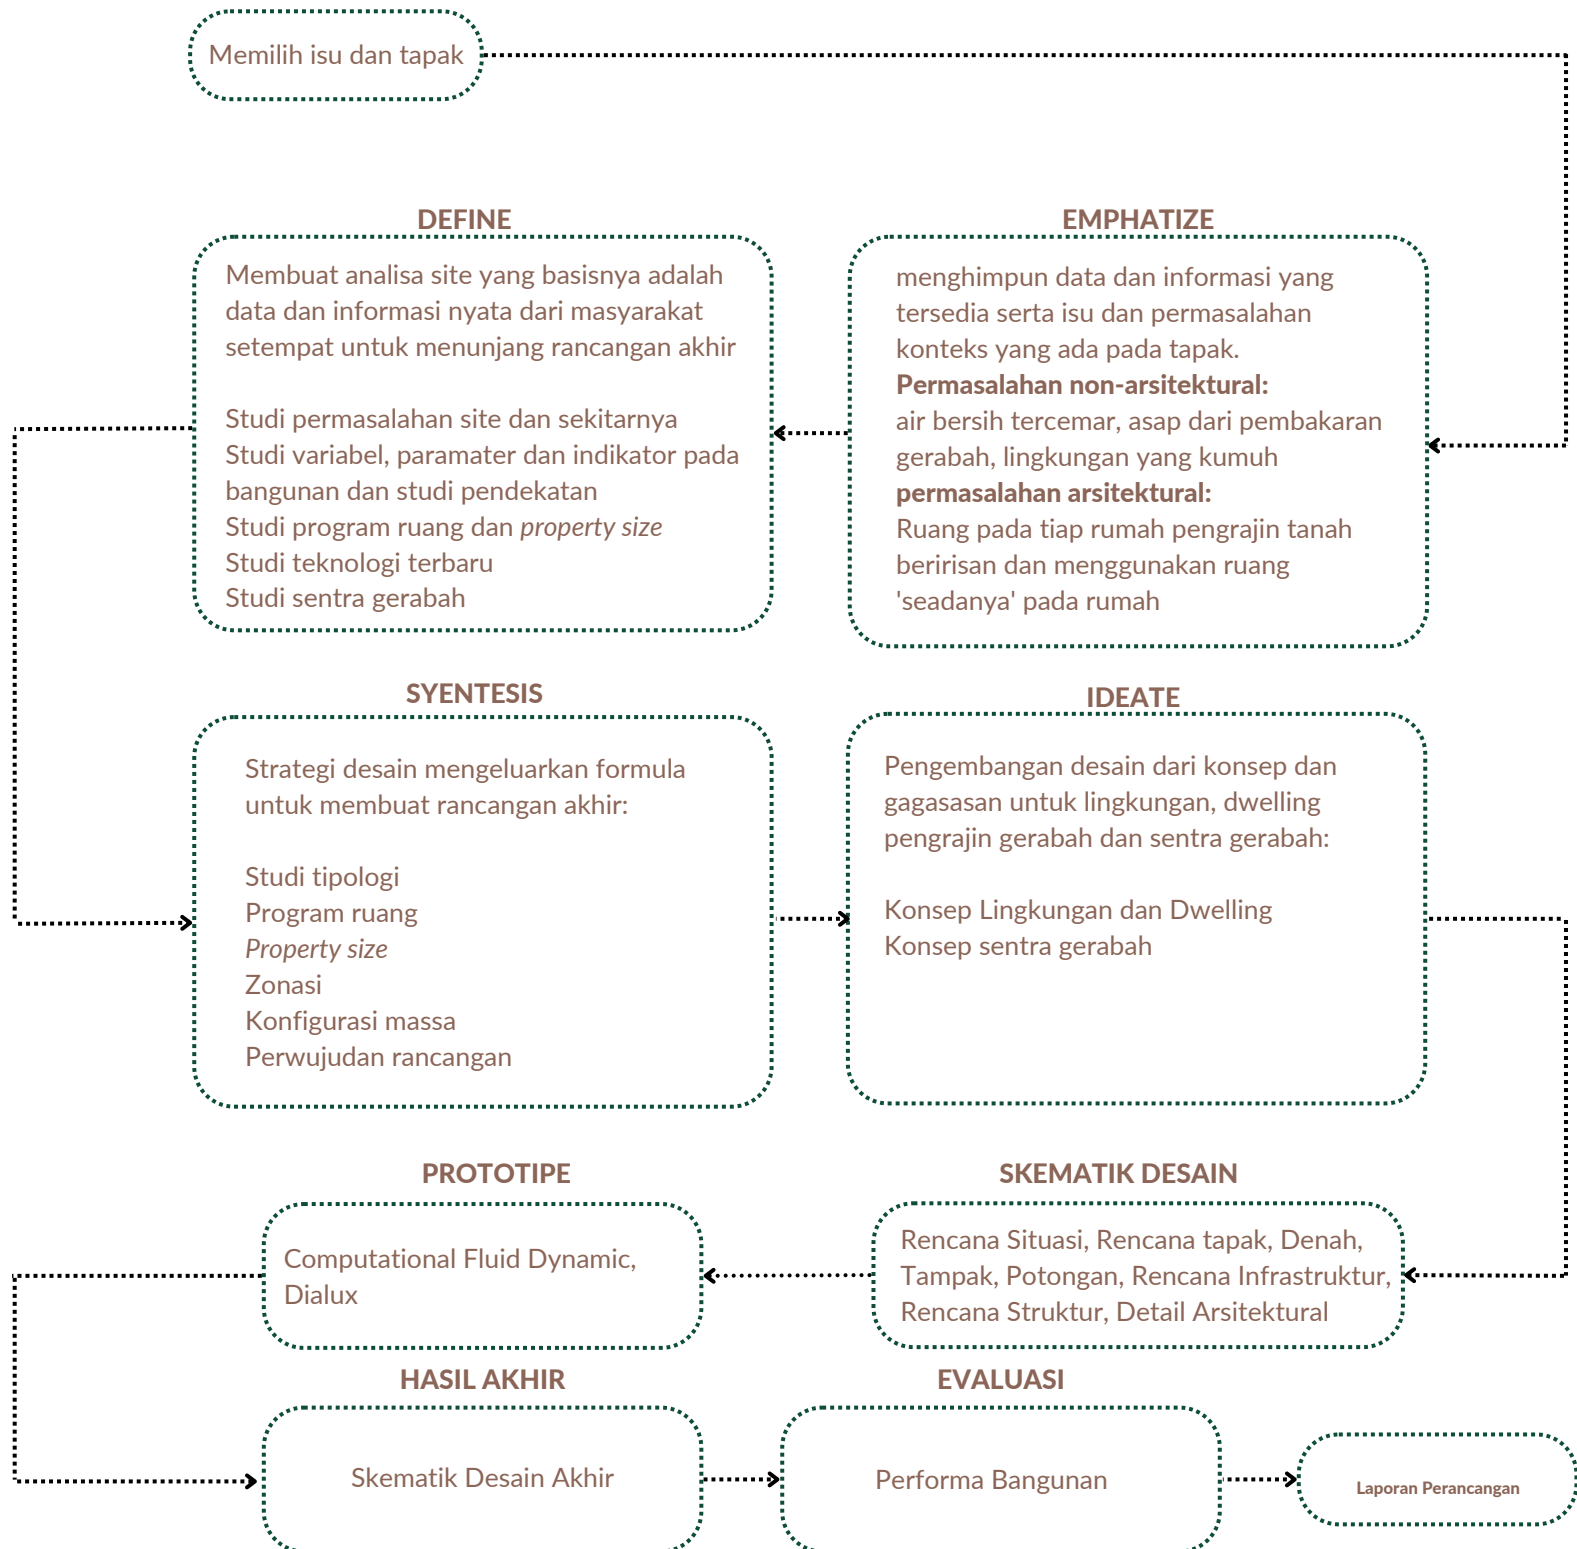 Memilih isu dan tapak
EMPHATIZE
menghimpun data dan informasi yang
tersedia serta isu dan permasalahan
konteks yang ada pada tapak.
Permasalahan non-arsitektural:
air bersih tercemar, asap dari pembakaran
gerabah, lingkungan yang kumuh
permasalahan arsitektural:
Ruang pada tiap rumah pengrajin tanah
beririsan dan menggunakan ruang
'seadanya' pada rumah
DEFINE
Membuat analisa site yang basisnya adalah
data dan informasi nyata dari masyarakat
setempat untuk menunjang rancangan akhir
Studi permasalahan site dan sekitarnya
Studi variabel, paramater dan indikator pada
bangunan dan studi pendekatan
Studi program ruang dan property size
Studi teknologi terbaru
Studi sentra gerabah
SYENTESIS
Strategi desain mengeluarkan formula
untuk membuat rancangan akhir:
Studi tipologi
Program ruang
Property size
Zonasi
Konfigurasi massa
Perwujudan rancangan
IDEATE
Pengembangan desain dari konsep dan
gagasasan untuk lingkungan, dwelling
pengrajin gerabah dan sentra gerabah:
Konsep Lingkungan dan Dwelling
Konsep sentra gerabah
SKEMATIK DESAIN
Rencana Situasi, Rencana tapak, Denah,
Tampak, Potongan, Rencana Infrastruktur,
Rencana Struktur, Detail Arsitektural
PROTOTIPE
Computational Fluid Dynamic,
Dialux
HASIL AKHIR
Skematik Desain Akhir
EVALUASI
Performa Bangunan
Laporan Perancangan